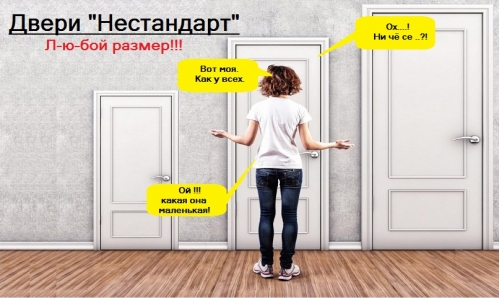 Двери "Нестандарт"
Л-ю-бой размер!!!
Ох....!
Ни чё се ..?!
Вот моя.
Как у всех.
Ой !!!
какая она
маленькая!